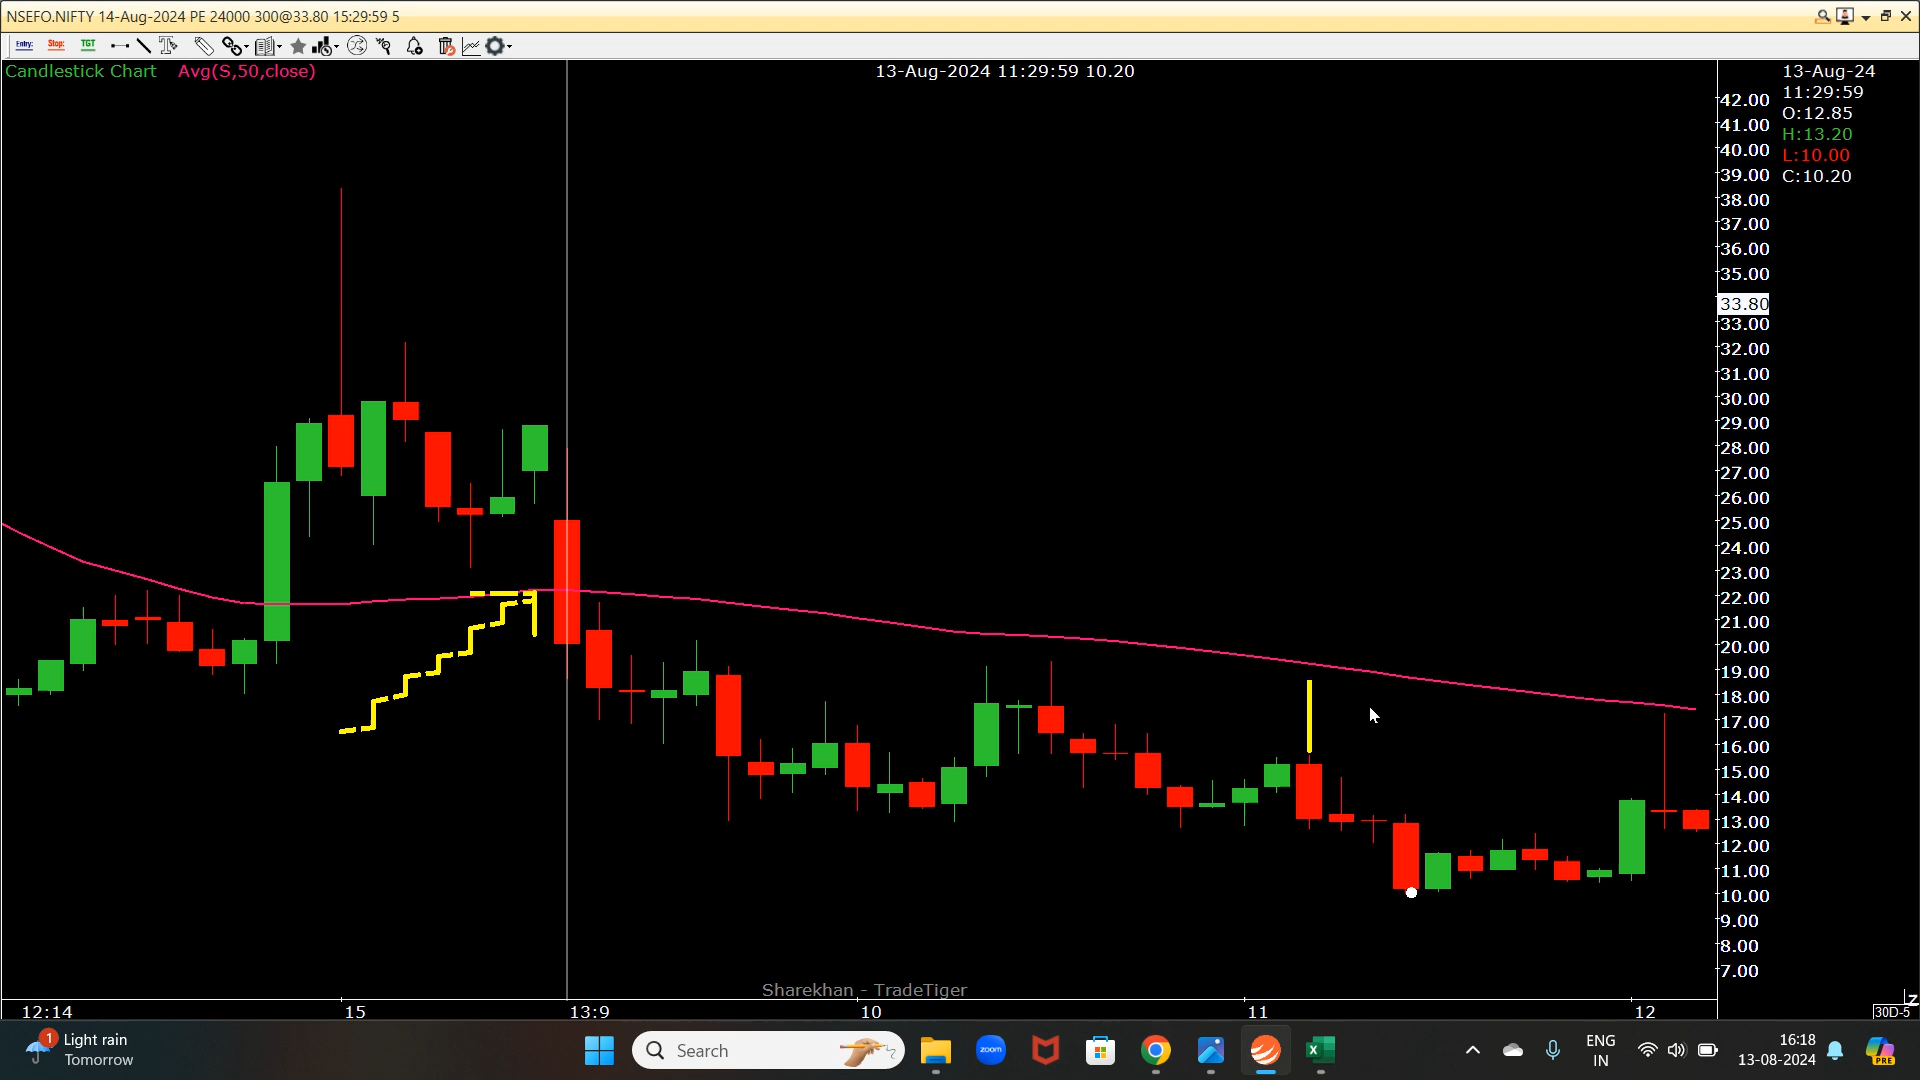 NSEFO.NIFTY 14-Aug-2024 PE 24000 300@33.80 15:29:59 5
Entry: Stop: TGT
Candlestick Chart Avg(S,50,close) 13-Aug-2024 11:29:59 10.20
13-Aug-24
11:29:59
O:12.85
H:13.20
L:10.00
C:10.20
42.00
41.00
40.00
39.00
38.00
37.00
36.00
35.00
33.80
33.00
32.00
31.00
30.00
29.00
28.00
27.00
26.00
25.00
24.00
23.00
22.00
21.00
20.00
19.00
18.00
17.00
16.00
15.00
14.00
13.00
12.00
11.00
10.00
9.00
8.00
7.00
Sharekhan - TradeTiger
Z
12:14 15 13:9 10 11 12 30D-5
1 Light rain
Tomorrow
Search
zoom
ENG
IN
16:18
13-08-2024
PRE